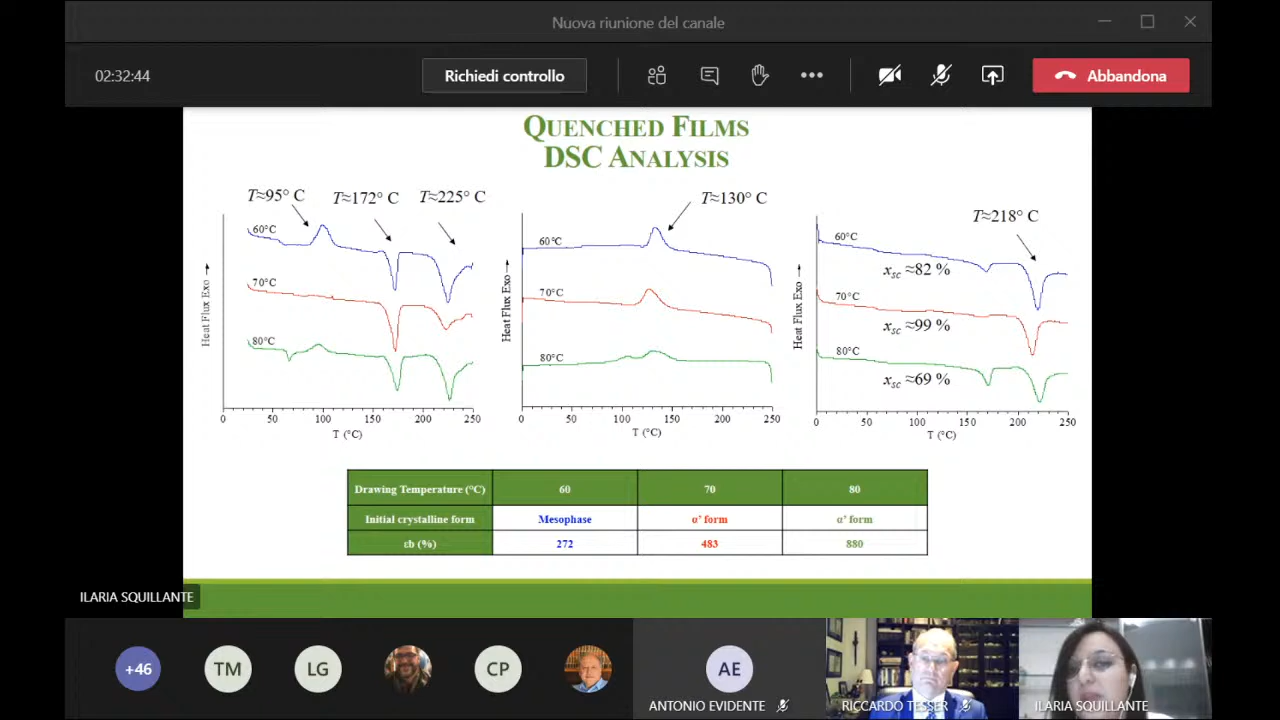 Nuova riunione del canale
02:32:44
Richiedi controllo
Abbandona
QUENCHED FILMS
DSC ANALYSIS
T≈95° C
T≈172° C
T≈225° C
60°C
70°C
80°C
Heat Flux Exo
0 50 100 150 200 250
T (°C)
T≈130° C
60°C
70°C
80°C
Heat Flux Exo
0 50 100 150 200 250
T (°C)
T≈218° C
60°C
xsc ≈82 %
70°C
xsc ≈99 %
80°C
xsc ≈69 %
Heat Flux Exo
0 50 100 150 200 250
T (°C)
Drawing Temperature (°C) 60 70 80
Initial crystalline form Mesophase α’ form α’ form
εb (%) 272 483 880
ILARIA SQUILLANTE
+46
TM
LG
CP
AE
ANTONIO EVIDENTE
RICCARDO TESSER
ILARIA SQUILLANTE